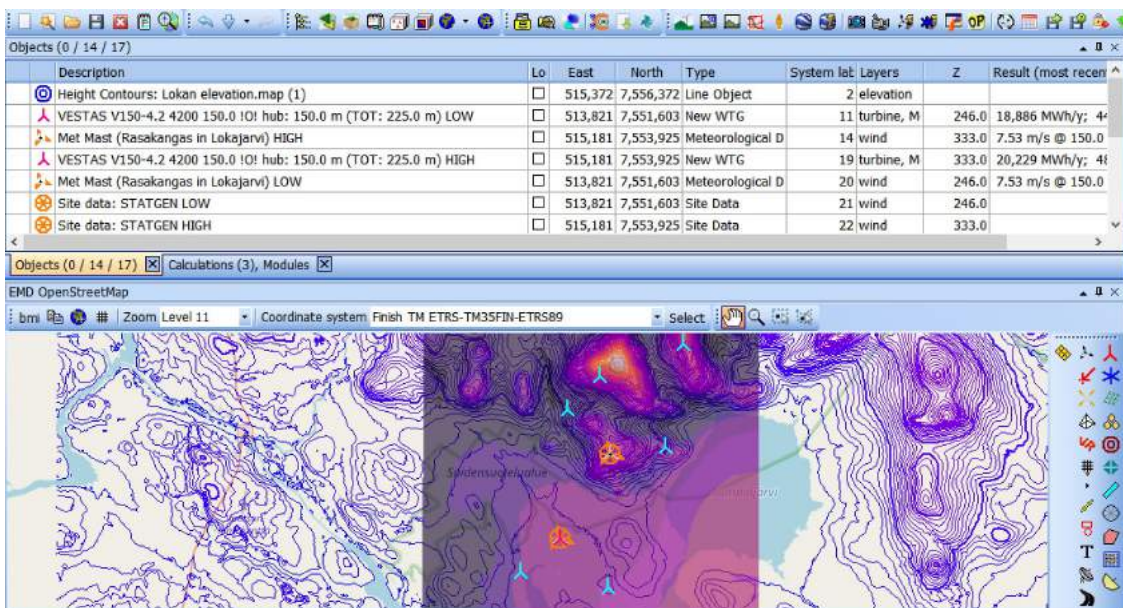 OP
Objects (0 / 14 / 17)
Description Lo East North Type System lat Layers Z Result (most recen
Height Contours: Lokan elevation.map (1) 515,372 7,556,372 Line Object 2 elevation
VESTAS V150-4.2 4200 150.0 !O! hub: 150.0 m (TOT: 225.0 m) LOW 513,821 7,551,603 New WTG 11 turbine, M 246.0 18,886 MWh/y; 44
Met Mast (Rasakangas in Lokajarvi) HIGH 515,181 7,553,925 Meteorological D 14 wind 333.0 7.53 m/s @ 150.0
VESTAS V150-4.2 4200 150.0 !O! hub: 150.0 m (TOT: 225.0 m) HIGH 515,181 7,553,925 New WTG 19 turbine, M 333.0 20,229 MWh/y; 48
Met Mast (Rasakangas in Lokajarvi) LOW 513,821 7,551,603 Meteorological D 20 wind 246.0 7.53 m/s @ 150.0
Site data: STATGEN LOW 513,821 7,551,603 Site Data 21 wind 246.0
Site data: STATGEN HIGH 515,181 7,553,925 Site Data 22 wind 333.0
Objects (0 / 14 / 17) Calculations (3), Modules
EMD OpenStreetMap
bmi Zoom Level 11 Coordinate system Finish TM ETRS-TM35FIN-ETRS89 Select
T